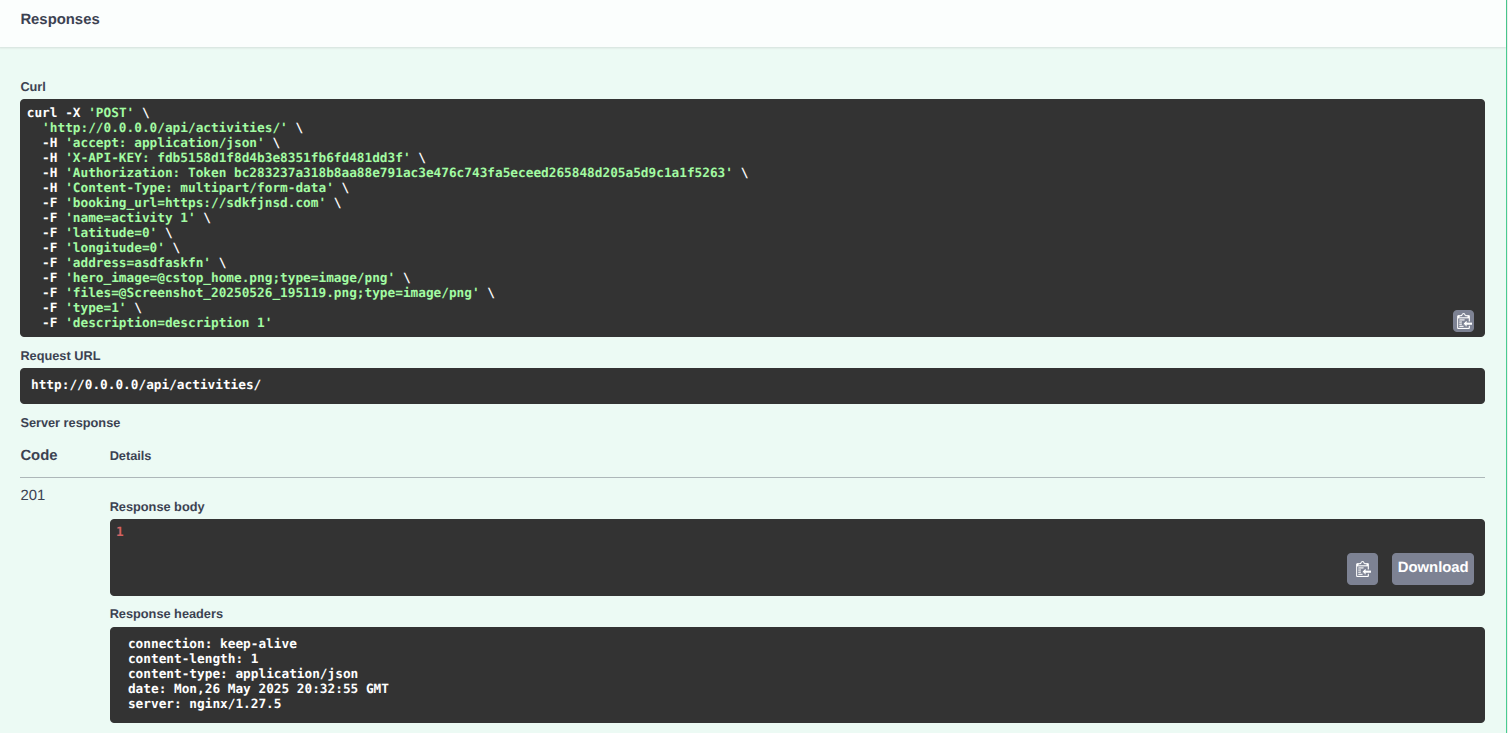 Responses
Curl
curl -X 'POST' \
  'http://0.0.0.0/api/activities/' \
  -H 'accept: application/json' \
  -H 'X-API-KEY: fdb5158d1f8d4b3e8351fb6fd481dd3f' \
  -H 'Authorization: Token bc283237a318b8aa88e791ac3e476c743fa5eceed265848d205a5d9c1a1f5263' \
  -H 'Content-Type: multipart/form-data' \
  -F 'booking_url=https://sdkfjnsd.com' \
  -F 'name=activity 1' \
  -F 'latitude=0' \
  -F 'longitude=0' \
  -F 'address=asdfaskfn' \
  -F 'hero_image=@cstop_home.png;type=image/png' \
  -F 'files=@Screenshot_20250526_195119.png;type=image/png' \
  -F 'type=1' \
  -F 'description=description 1'
Request URL
http://0.0.0.0/api/activities/
Server response
Code Details
201
Response body
1
Download
Response headers
connection: keep-alive
content-length: 1
content-type: application/json
date: Mon,26 May 2025 20:32:55 GMT
server: nginx/1.27.5